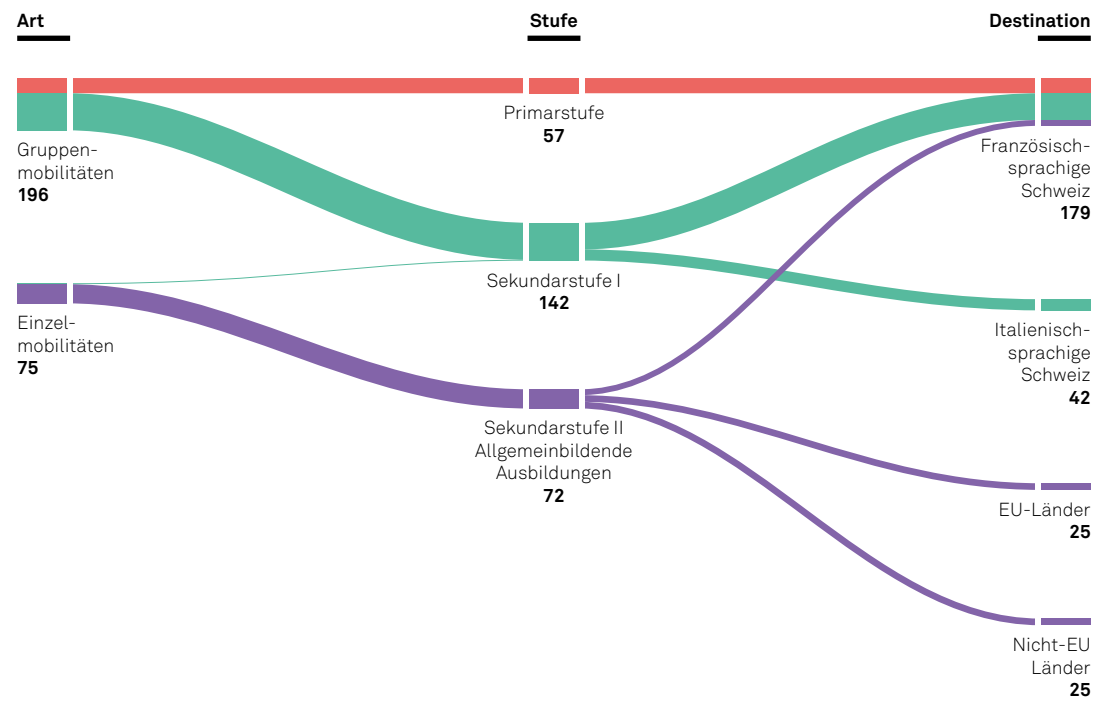 Art
Stufe
Destination
Primarstufe
57
Gruppen-
mobilitäten
196
Französisch-
sprachige
Schweiz
179
Sekundarstufe I
142
Einzel-
mobilitäten
75
Italienisch-
sprachige
Schweiz
42
Sekundarstufe II
Allgemeinbildende
Ausbildungen
72
EU-Länder
25
Nicht-EU
Länder
25